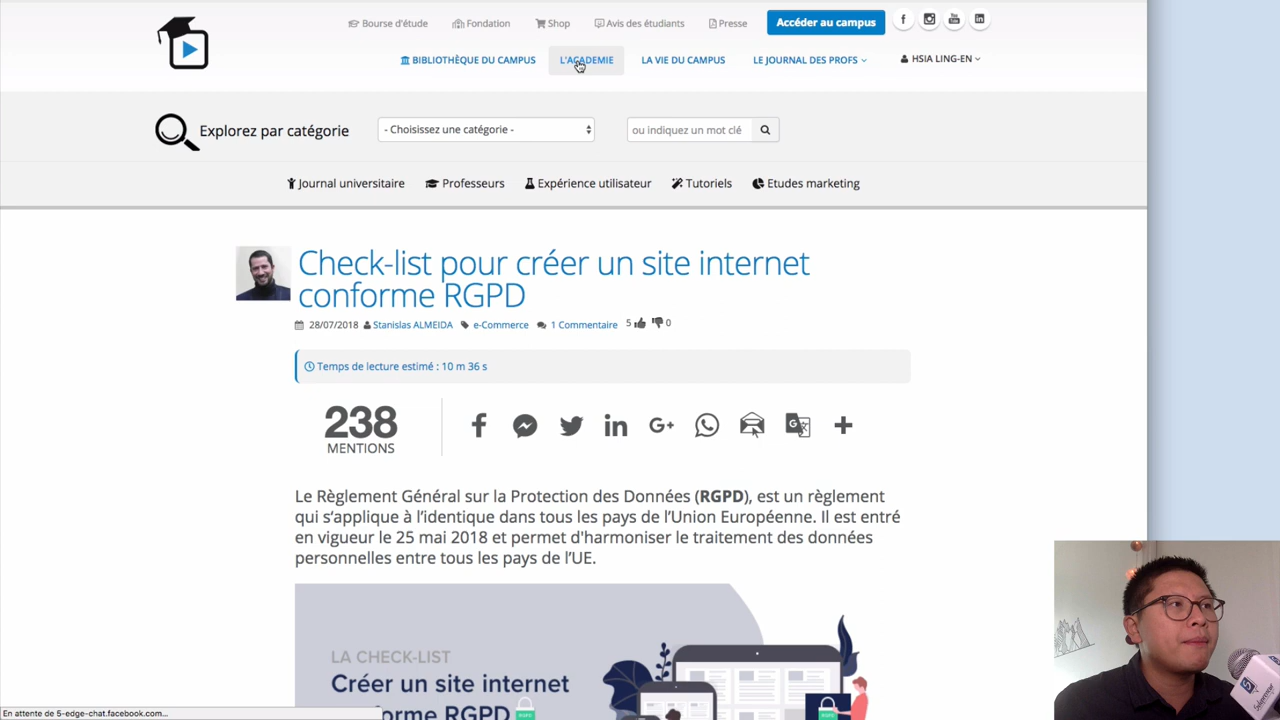 Bourse d'étude Fondation Shop Avis des étudiants Presse Accéder au campus
BIBLIOTHÈQUE DU CAMPUS L'ACADEMIE LA VIE DU CAMPUS LE JOURNAL DES PROFS HSIA LING-EN
Explorez par catégorie - Choisissez une catégorie - ou indiquez un mot clé
Journal universitaire Professeurs Expérience utilisateur Tutoriels Etudes marketing
Check-list pour créer un site internet
conforme RGPD
28/07/2018 Stanislas ALMEIDA e-Commerce 1 Commentaire 5 0
Temps de lecture estimé : 10 m 36 s
238
MENTIONS
Le Règlement Général sur la Protection des Données (RGPD), est un règlement
qui s'applique à l'identique dans tous les pays de l'Union Européenne. Il est entré
en vigueur le 25 mai 2018 et permet d'harmoniser le traitement des données
personnelles entre tous les pays de l'UE.
LA CHECK-LIST
Créer un site internet
conforme RGPD
En attente de 5-edge-chat.facebook.com...